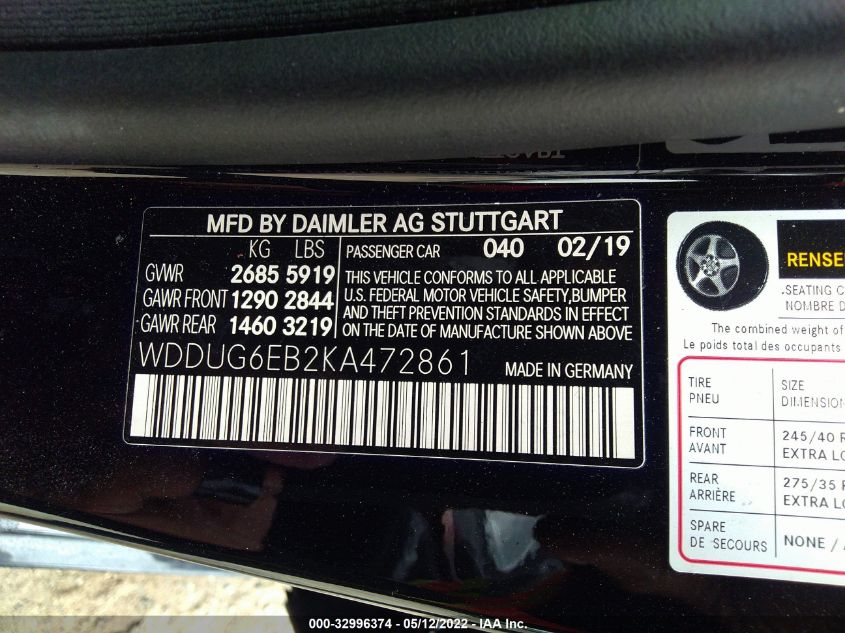 MFD BY DAIMLER AG STUTTGART
KG LBS
PASSENGER CAR 040 02/19
GVWR 2685 5919
GAWR FRONT 1290 2844
GAWR REAR 1460 3219
THIS VEHICLE CONFORMS TO ALL APPLICABLE
U.S. FEDERAL MOTOR VEHICLE SAFETY,BUMPER
AND THEFT PREVENTION STANDARDS IN EFFECT
ON THE DATE OF MANUFACTURE SHOWN ABOVE
WDDUG6EB2KA472861 MADE IN GERMANY
RENSE
SEATING C
NOMBRE D
The combined weight of
Le poids total des occupants
TIRE SIZE
PNEU DIMENSION
FRONT 245/40 R
AVANT EXTRA LO
REAR 275/35 R
ARRIÈRE EXTRA LO
SPARE
DE SECOURS NONE /
000-32996374 - 05/12/2022 - IAA Inc.